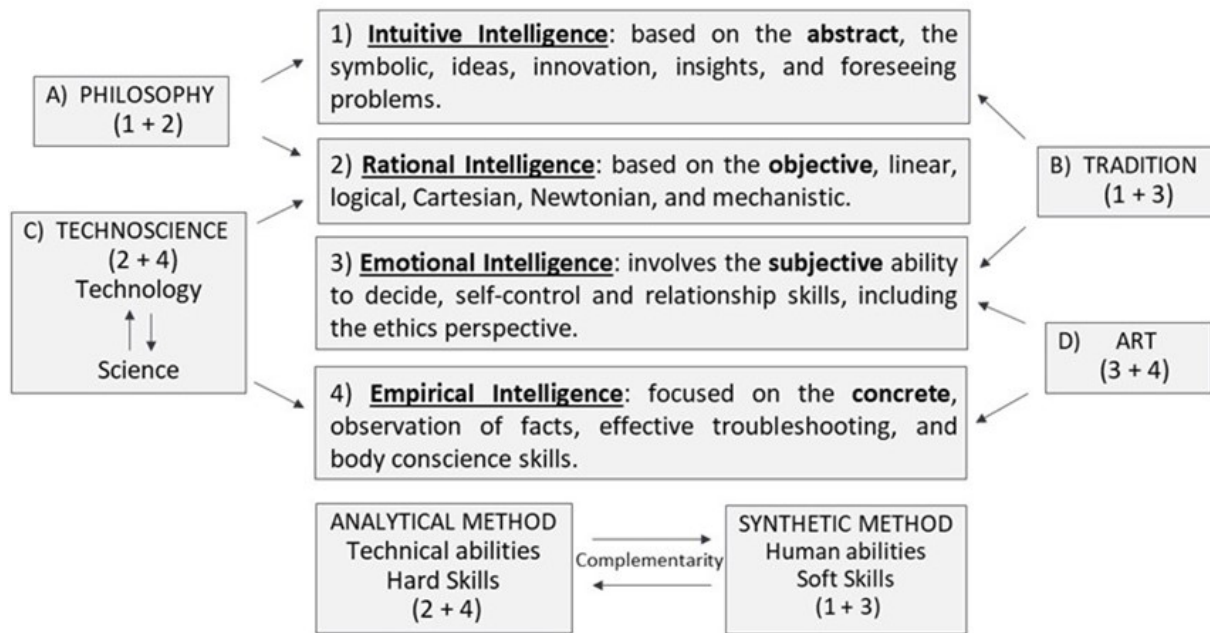 1) Intuitive Intelligence: based on the abstract, the
symbolic, ideas, innovation, insights, and foreseeing
problems.
A) PHILOSOPHY
(1 + 2)
2) Rational Intelligence: based on the objective, linear,
logical, Cartesian, Newtonian, and mechanistic.
B) TRADITION
(1 + 3)
C) TECHNOSCIENCE
(2 + 4)
Technology
Science
3) Emotional Intelligence: involves the subjective ability
to decide, self-control and relationship skills, including
the ethics perspective.
D) ART
(3 + 4)
4) Empirical Intelligence: focused on the concrete,
observation of facts, effective troubleshooting, and
body conscience skills.
ANALYTICAL METHOD
Technical abilities
Hard Skills
(2 + 4)
Complementarity
SYNTHETIC METHOD
Human abilities
Soft Skills
(1 + 3)